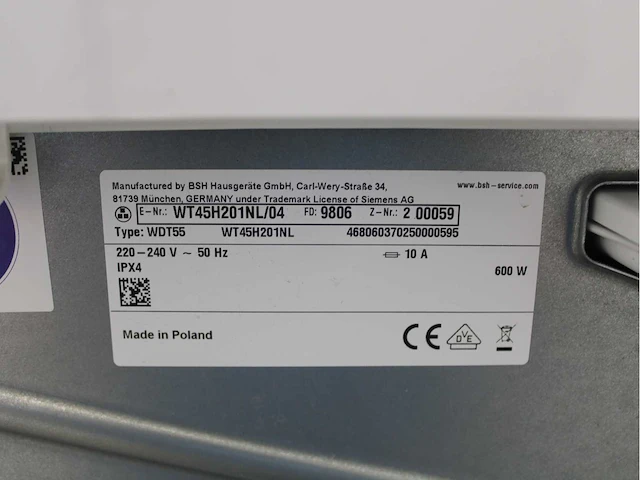 Manufactured by BSH Hausgeräte GmbH, Carl-Wery-Straße 34,
www.bsh-service.com
81739 München, GERMANY under Trademark License of Siemens AG
E-Nr.: WT45H201NL/04 FD: 9806 Z-Nr.: 2 00059
Type: WDT55 WT45H201NL 468060370250000595
220-240 V ~ 50 Hz 10 A
IPX4
600 W
Made in Poland
CE DVE